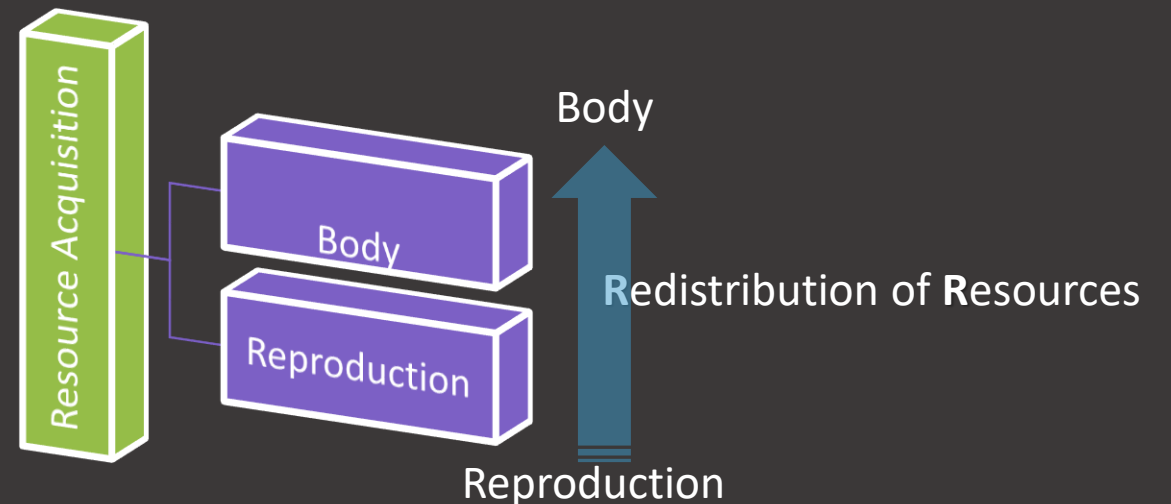 Resource Acquisition
Body
Reproduction
Body
Redistribution of Resources
Reproduction